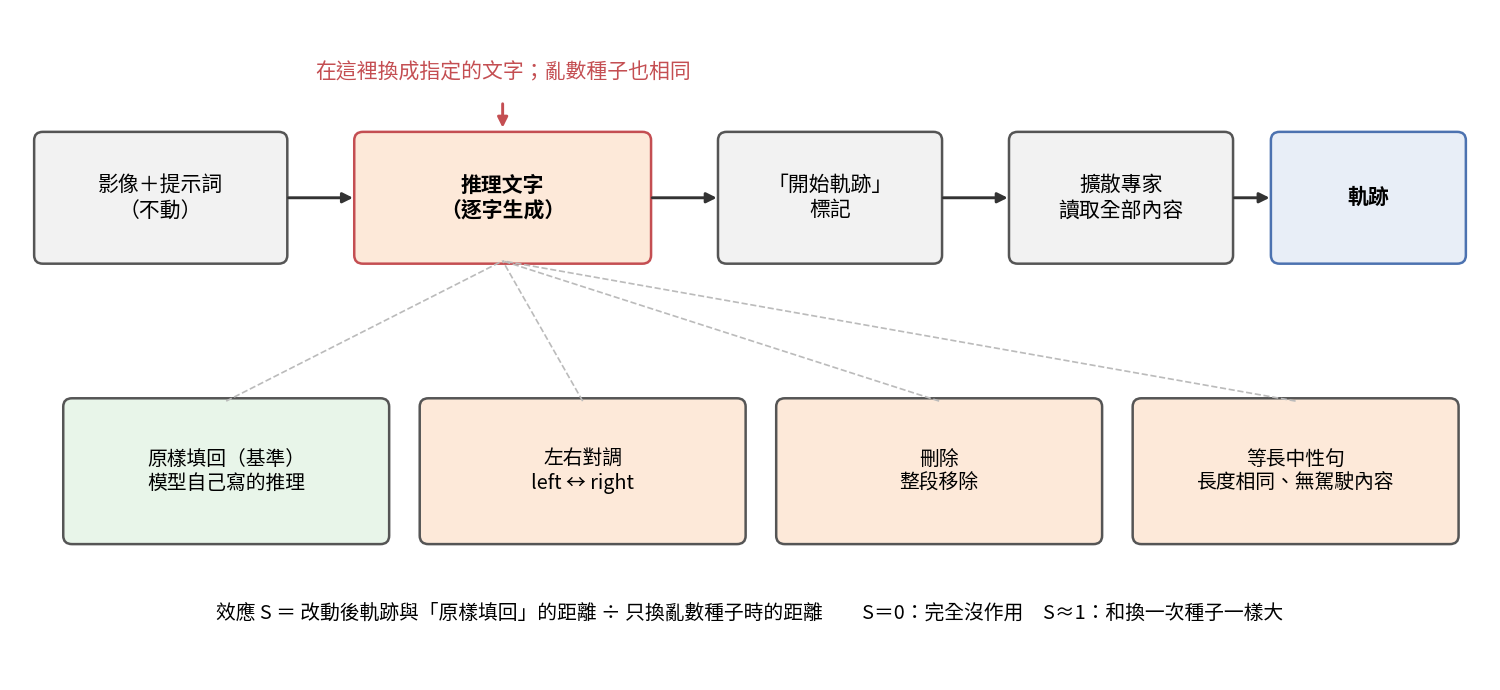 在這裡換成指定的文字；亂數種子也相同
影像＋提示詞
（不動）
推理文字
（逐字生成）
「開始軌跡」
標記
擴散專家
讀取全部內容
軌跡
原樣填回（基準）
模型自己寫的推理
左右對調
left ↔ right
刪除
整段移除
等長中性句
長度相同、無駕駛內容
效應 S ＝ 改動後軌跡與「原樣填回」的距離 ÷ 只換亂數種子時的距離　　S＝0：完全沒作用　S≈1：和換一次種子一樣大